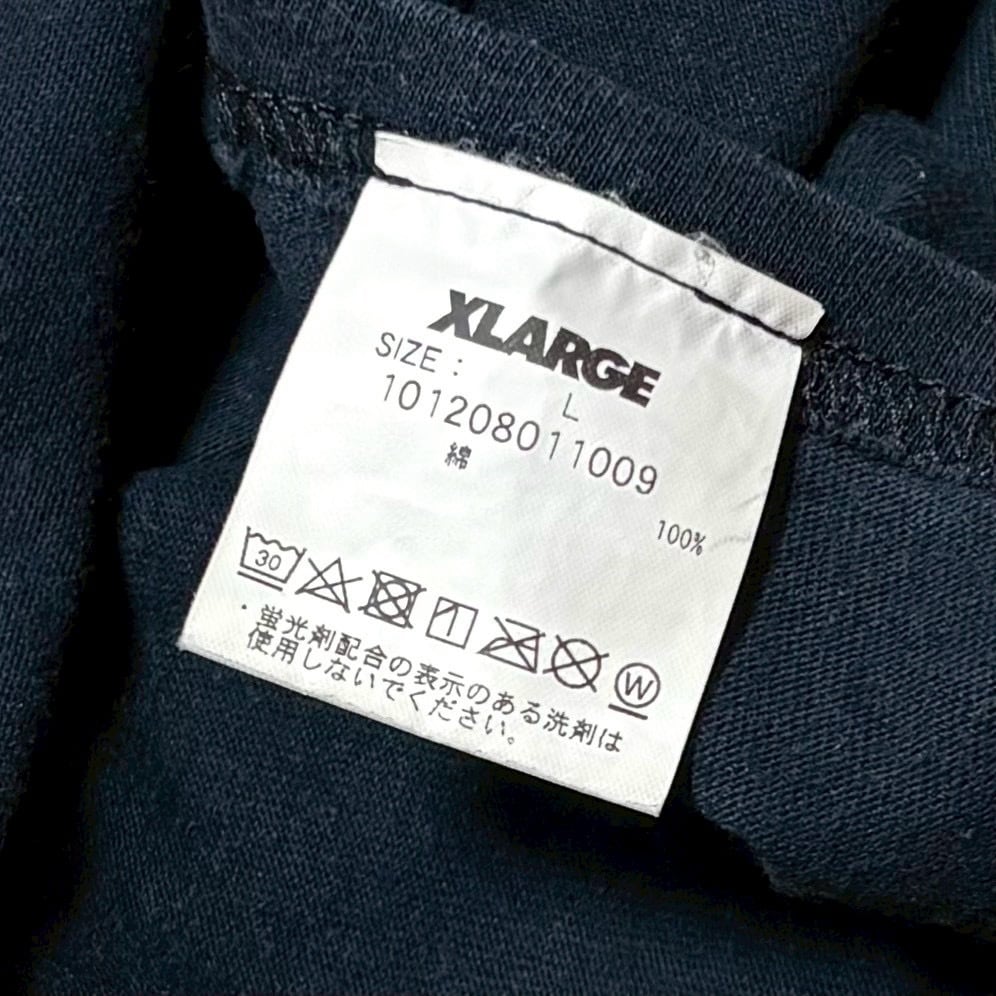 XLARGE
SIZE: L
101208011009
綿 100%
30 W
・蛍光剤配合の表示のある洗剤は
使用しないでください。